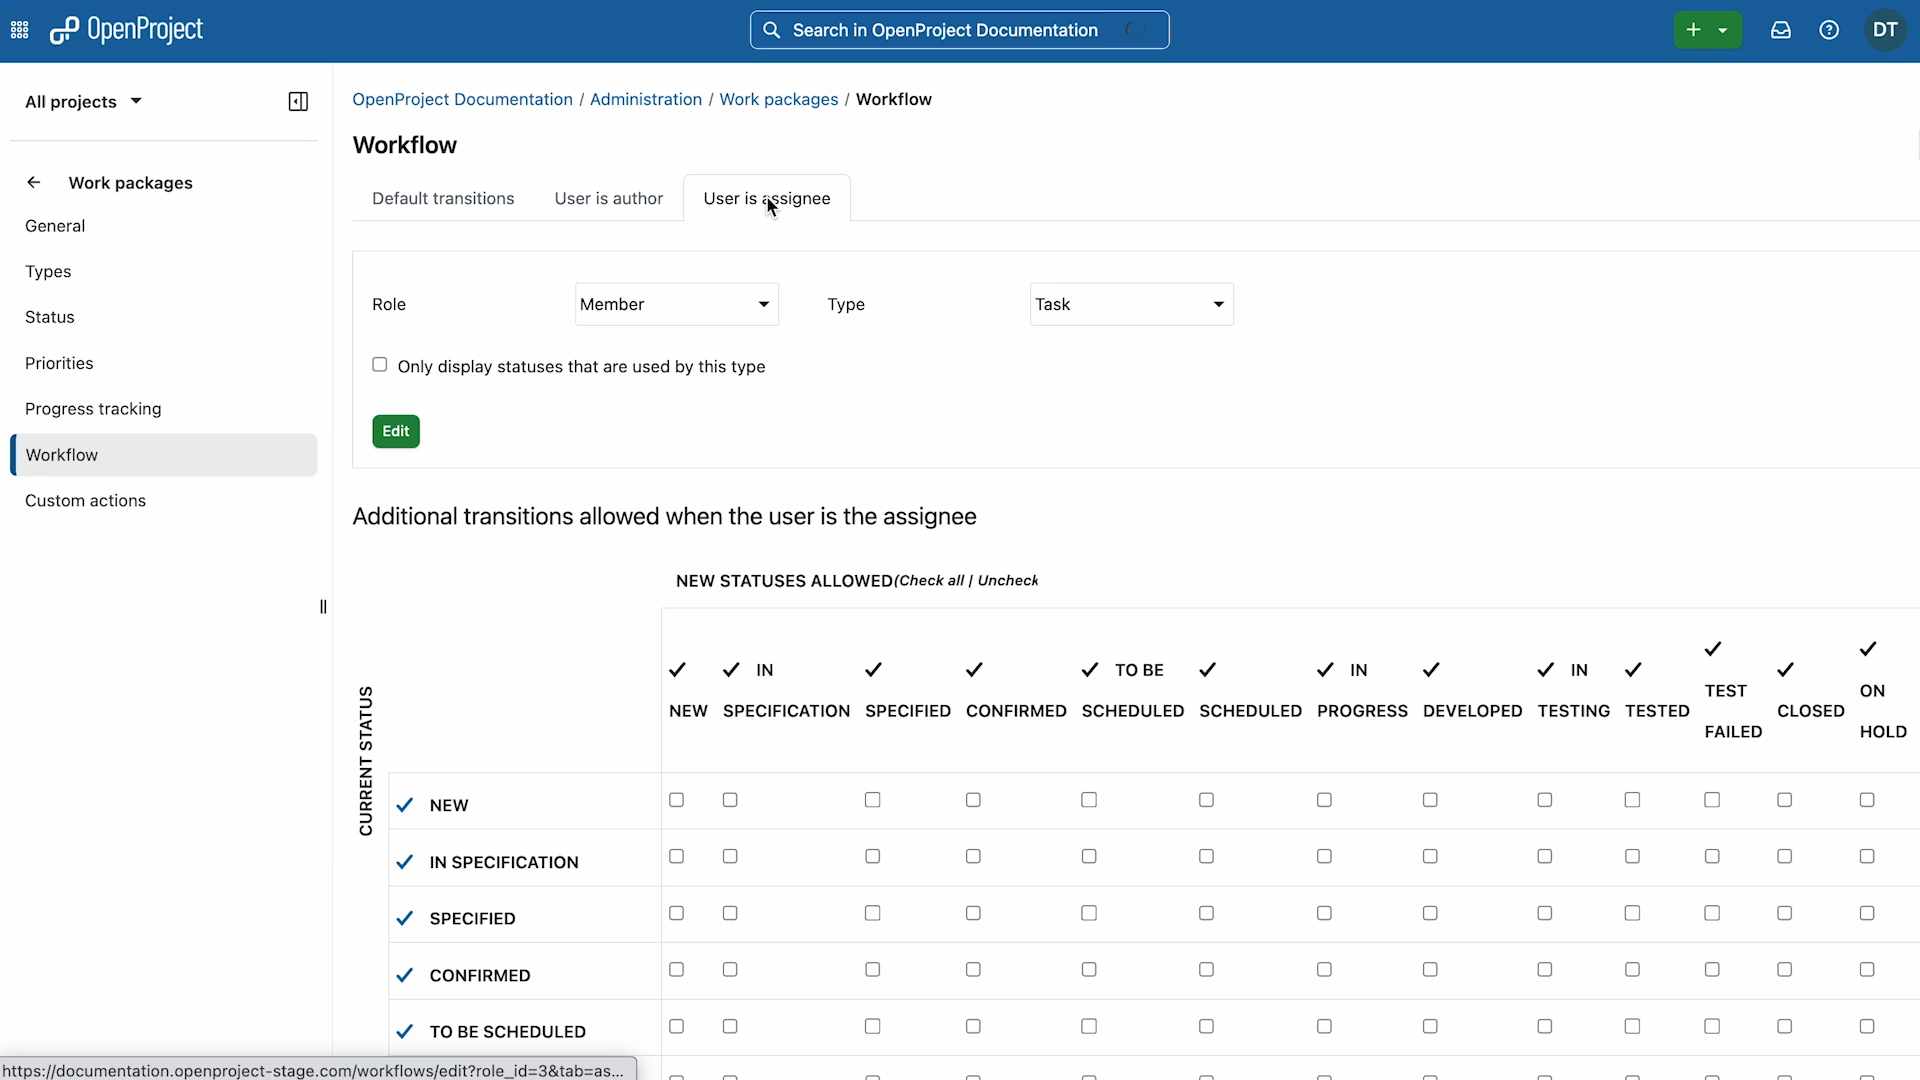 OpenProject
Search in OpenProject Documentation
DT
All projects
OpenProject Documentation / Administration / Work packages / Workflow
Workflow
Work packages
Default transitions
User is author
User is assignee
General
Types
Status
Priorities
Progress tracking
Workflow
Custom actions
Role
Member
Type
Task
Only display statuses that are used by this type
Edit
Additional transitions allowed when the user is the assignee
NEW STATUSES ALLOWED(Check all | Uncheck
CURRENT STATUS
NEW
IN SPECIFICATION
SPECIFIED
CONFIRMED
TO BE SCHEDULED
SCHEDULED
IN PROGRESS
DEVELOPED
IN TESTING
TESTED
TEST FAILED
CLOSED
ON HOLD
NEW
IN SPECIFICATION
SPECIFIED
CONFIRMED
TO BE SCHEDULED
https://documentation.openproject-stage.com/workflows/edit?role_id=3&tab=as...